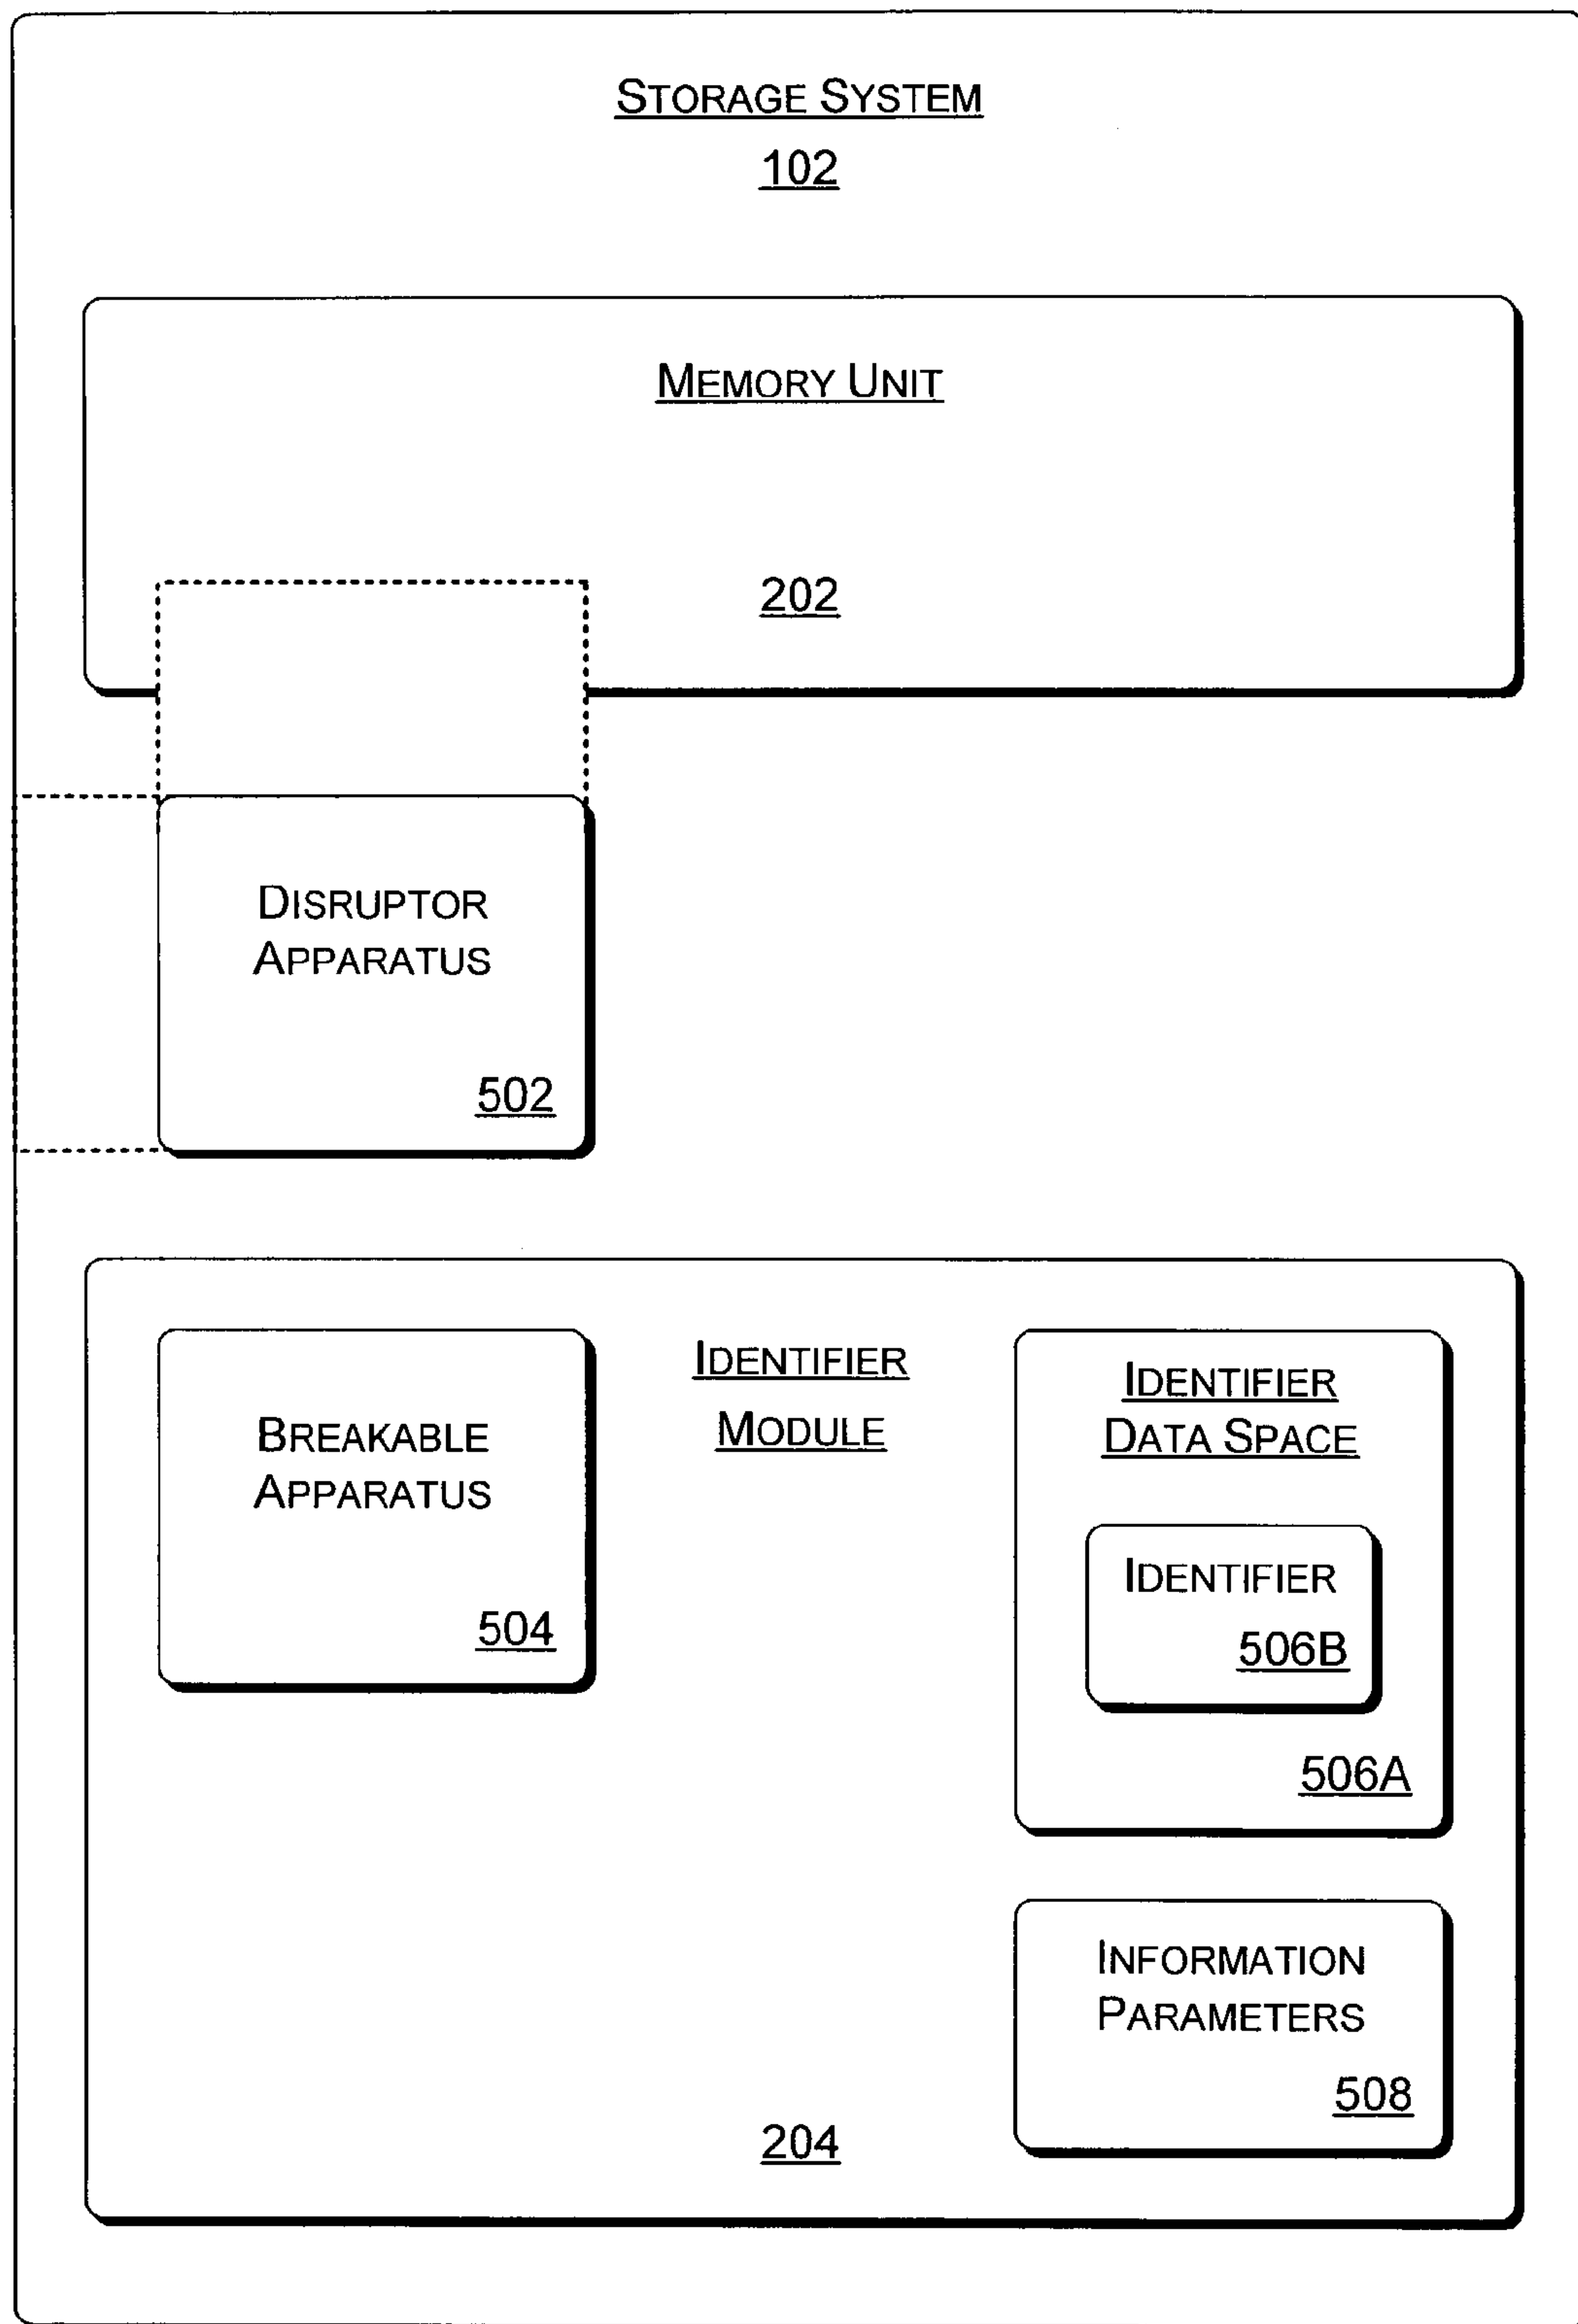 STORAGE SYSTEM
102
MEMORY UNIT
202
DISRUPTOR
APPARATUS
502
IDENTIFIER
MODULE
BREAKABLE
APPARATUS
504
IDENTIFIER
DATA SPACE
IDENTIFIER
506B
506A
INFORMATION
PARAMETERS
508
204